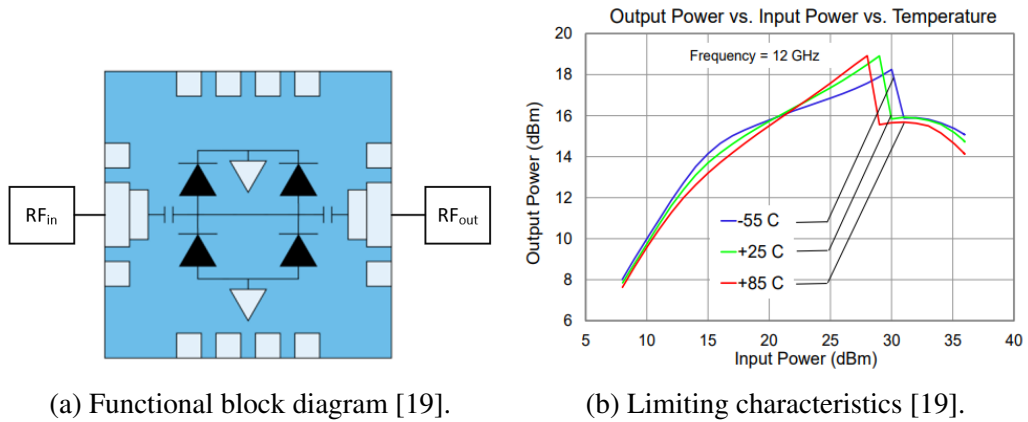 RFin
RFout
(a) Functional block diagram [19].
Output Power vs. Input Power vs. Temperature
Frequency = 12 GHz
Output Power (dBm)
20
18
16
14
12
10
8
6
-55 C
+25 C
+85 C
5 10 15 20 25 30 35 40
Input Power (dBm)
(b) Limiting characteristics [19].